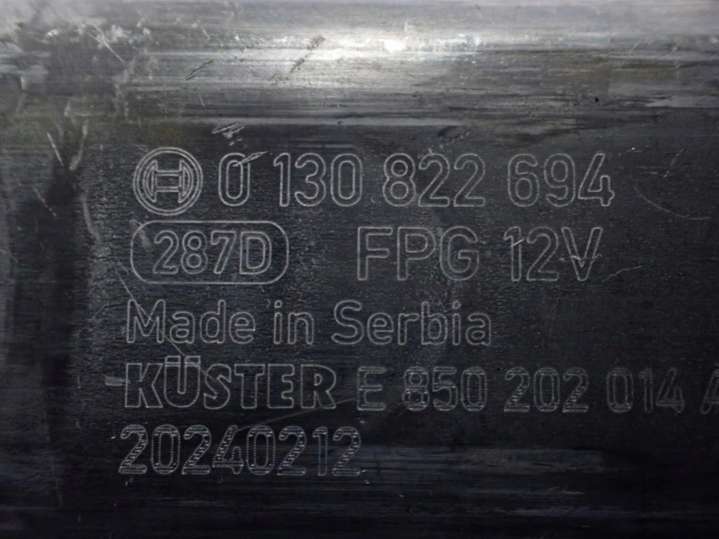 0 130 822 694
287D FPG 12V
Made in Serbia
KÜSTER E 850 202 014 A
20240212